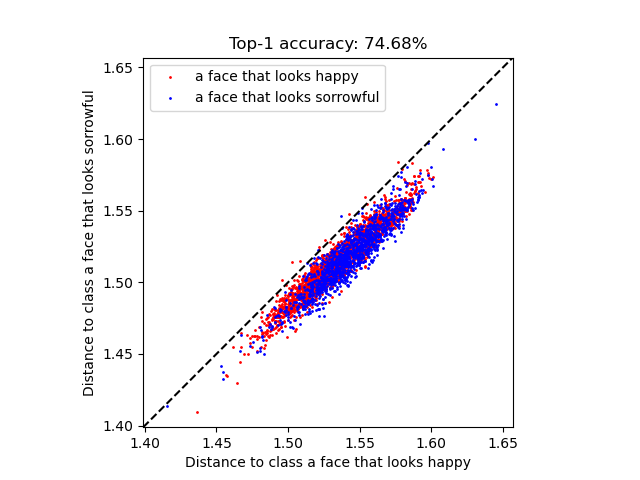 Top-1 accuracy: 74.68%
a face that looks happy
a face that looks sorrowful
Distance to class a face that looks sorrowful
1.65
1.60
1.55
1.50
1.45
1.40
1.40 1.45 1.50 1.55 1.60 1.65
Distance to class a face that looks happy